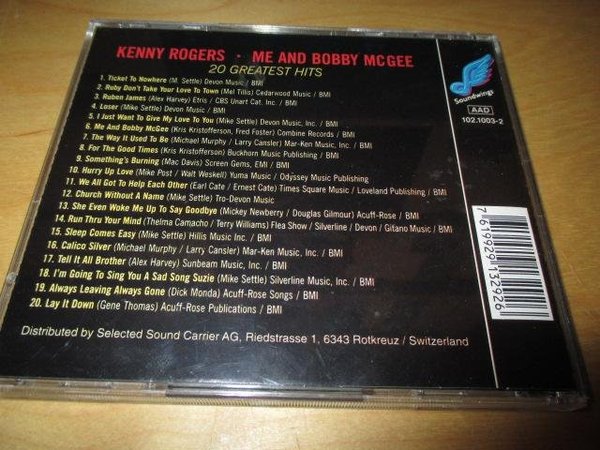 KENNY ROGERS · ME AND BOBBY MCGEE
20 GREATEST HITS
1. Ticket To Nowhere (M. Settle) Devon Music / BMI
2. Ruby Don't Take Your Love To Town (Mel Tillis) Cedarwood Music / BMI
3. Ruben James (Alex Harvey) Etris / CBS Unart Cat. Inc. / BMI
4. Loser (Mike Settle) Devon Music / BMI
5. I Just Want To Give My Love To You (Mike Settle) Devon Music, Inc. / BMI
6. Me And Bobby McGee (Kris Kristofferson, Fred Foster) Combine Records / BMI
7. The Way It Used To Be (Michael Murphy / Larry Cansler) Mar-Ken Music, Inc. / BMI
8. For The Good Times (Kris Kristofferson) Buckhorn Music Publishing / BMI
9. Something's Burning (Mac Davis) Screen Gems, EMI / BMI
10. Hurry Up Love (Mike Post / Walt Weskell) Yuma Music / Odyssey Music Publishing
11. We All Got To Help Each Other (Earl Cate / Ernest Cate) Times Square Music / Loveland Publishing / BMI
12. Church Without A Name (Mike Settle) Tro-Devon Music
13. She Even Woke Me Up To Say Goodbye (Mickey Newberry / Douglas Gilmour) Acuff-Rose / BMI
14. Run Thru Your Mind (Thelma Camacho / Terry Williams) Flea Show / Silverline / Devon / Gitano Music / BMI
15. Sleep Comes Easy (Mike Settle) Hillis Music Inc. / BMI
16. Calico Silver (Michael Murphy / Larry Cansler) Mar-Ken Music, Inc. / BMI
17. Tell It All Brother (Alex Harvey) Sunbeam Music, Inc. / BMI
18. I'm Going To Sing You A Sad Song Suzie (Mike Settle) Silverline Music, Inc. / BMI
19. Always Leaving Always Gone (Dick Monda) Acuff-Rose Songs / BMI
20. Lay It Down (Gene Thomas) Acuff-Rose Publications / BMI
Distributed by Selected Sound Carrier AG, Riedstrasse 1, 6343 Rotkreuz / Switzerland
Soundwings
AAD
102.1003-2
7 619929 132926